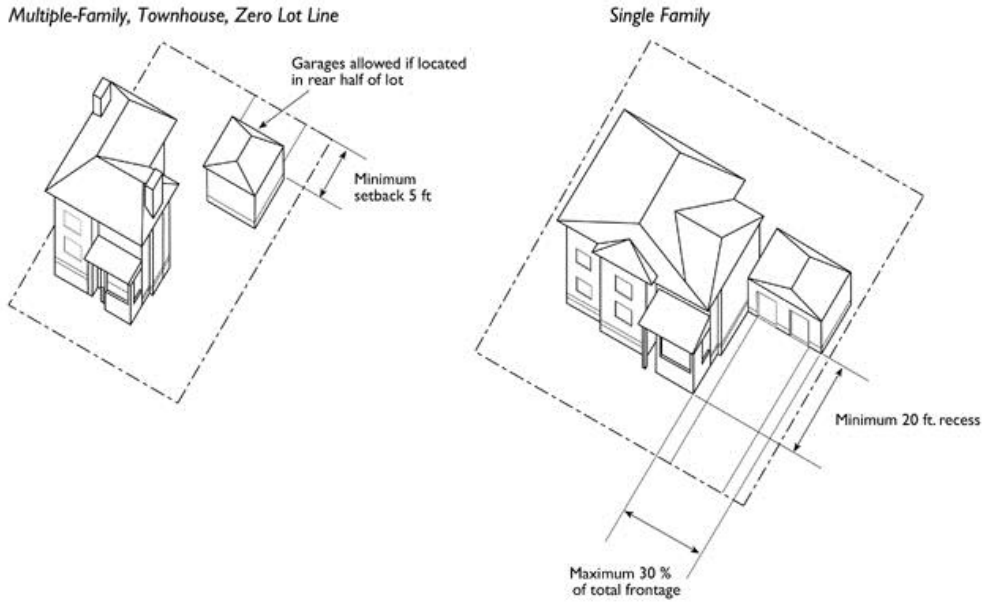 Multiple-Family, Townhouse, Zero Lot Line
Single Family
Garages allowed if located
in rear half of lot
Minimum
setback 5 ft
Minimum 20 ft. recess
Maximum 30 %
of total frontage